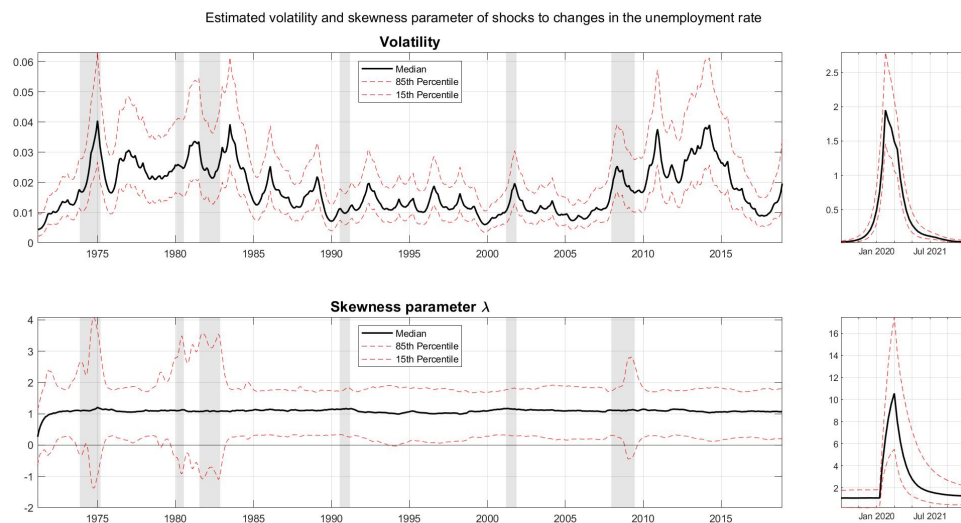 Estimated volatility and skewness parameter of shocks to changes in the unemployment rate
Volatility
Median
85th Percentile
15th Percentile
0.06
0.05
0.04
0.03
0.02
0.01
0
1975 1980 1985 1990 1995 2000 2005 2010 2015
2.5
2
1.5
1
0.5
Jan 2020 Jul 2021
Skewness parameter λ
Median
85th Percentile
15th Percentile
4
3
2
1
0
-1
-2
1975 1980 1985 1990 1995 2000 2005 2010 2015
16
14
12
10
8
6
4
2
Jan 2020 Jul 2021